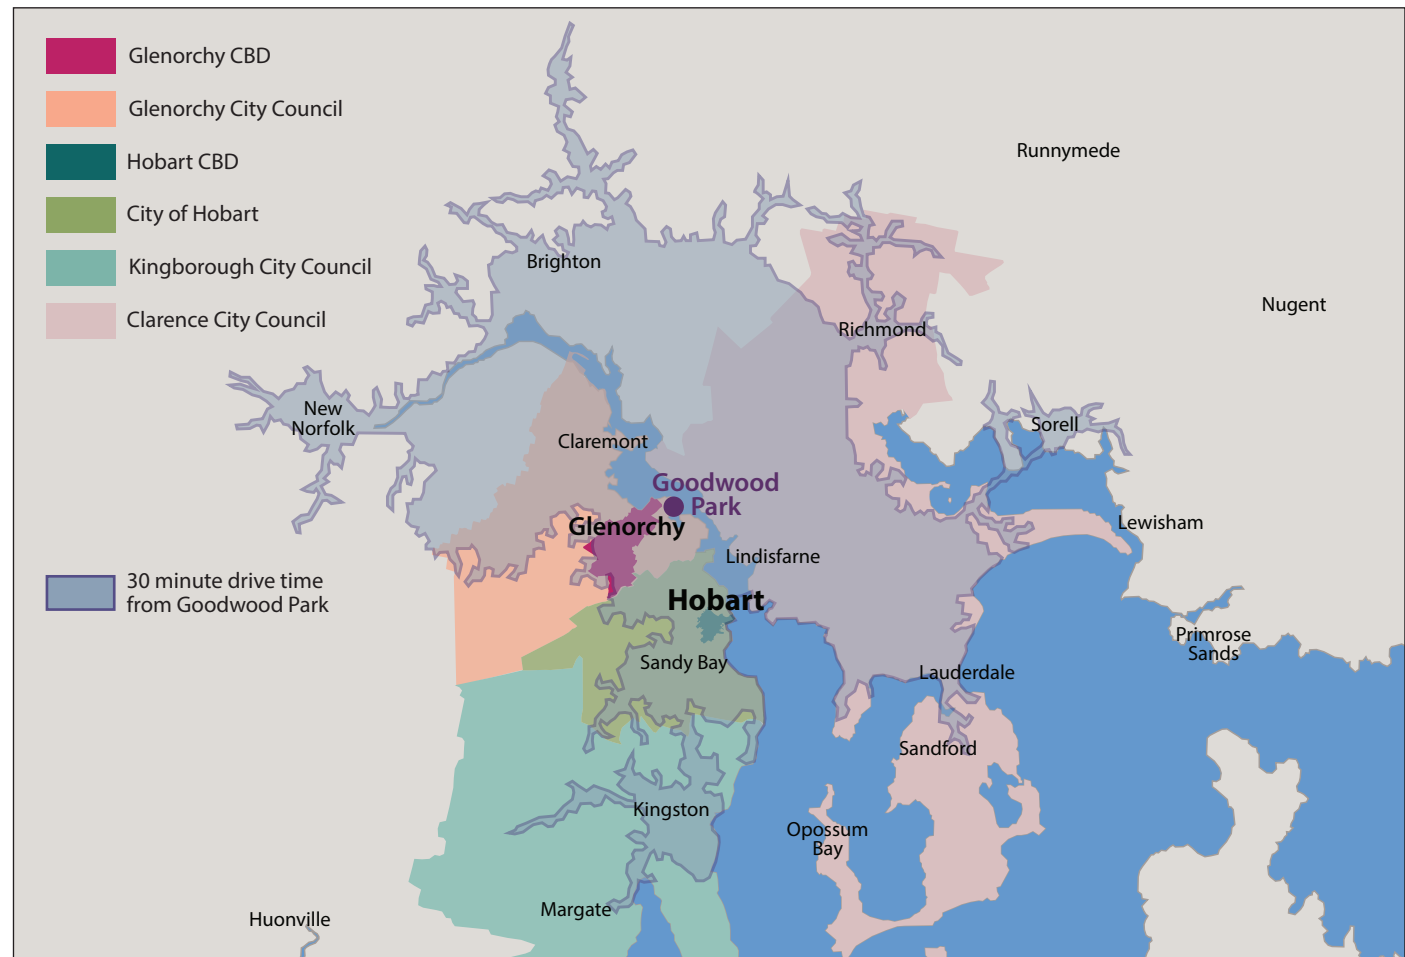 Glenorchy CBD
Glenorchy City Council
Hobart CBD
City of Hobart
Kingborough City Council
Clarence City Council
30 minute drive time
from Goodwood Park
Runnymede
Brighton
Nugent
Richmond
New
Norfolk
Sorell
Claremont
Goodwood
Park
Glenorchy
Lewisham
Lindisfarne
Hobart
Primrose
Sands
Sandy Bay
Lauderdale
Sandford
Kingston
Opossum
Bay
Margate
Huonville